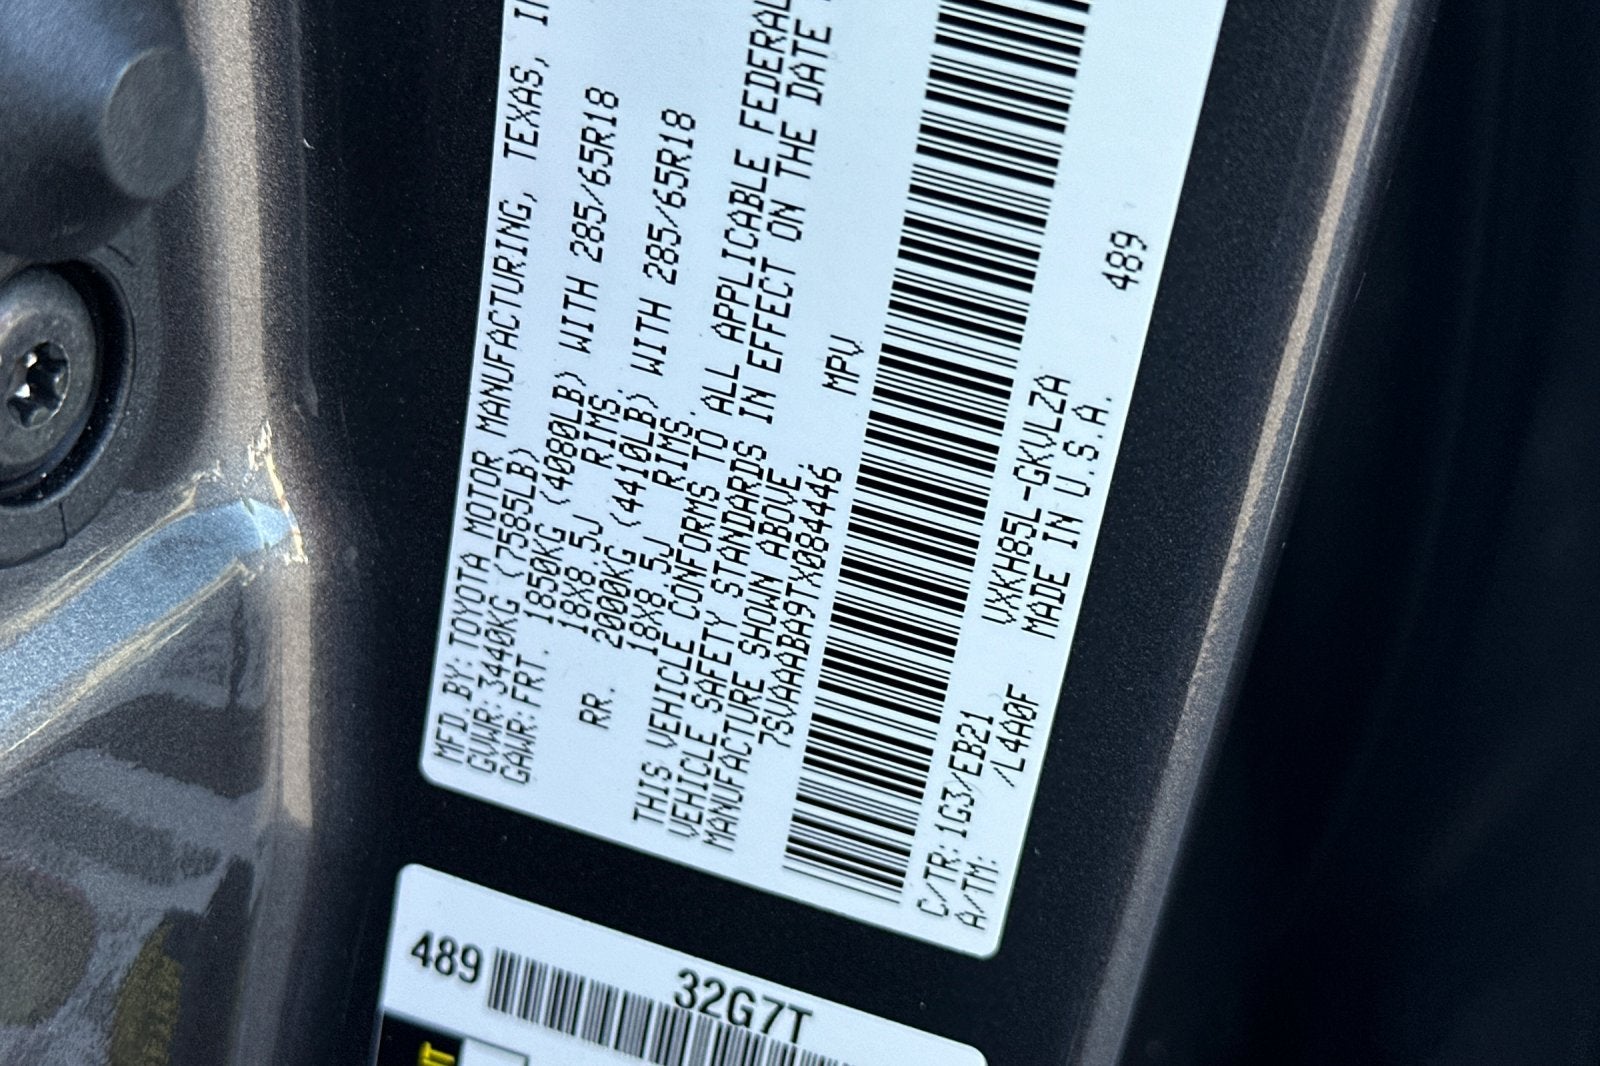 MFD.BY: TOYOTA MOTOR MANUFACTURING, TEXAS, I
GVWR: 3440KG (7585LB)
GAWR: FRT. 1850KG (4080LB) WITH 285/65R18
18X8.5J RIMS,
RR. 2000KG (4410LB) WITH 285/65R18
18X8.5J RIMS.
THIS VEHICLE CONFORMS TO ALL APPLICABLE FEDERAL
VEHICLE SAFETY STANDARDS IN EFFECT ON THE DATE
MANUFACTURE SHOWN ABOVE.
7SVAAABA9TX084446 MPV
C/TR: 1G3/EB21 VXKH85L-GKVLZA 489
A/TM: /L4A0F MADE IN U.S.A.
489 32G7T